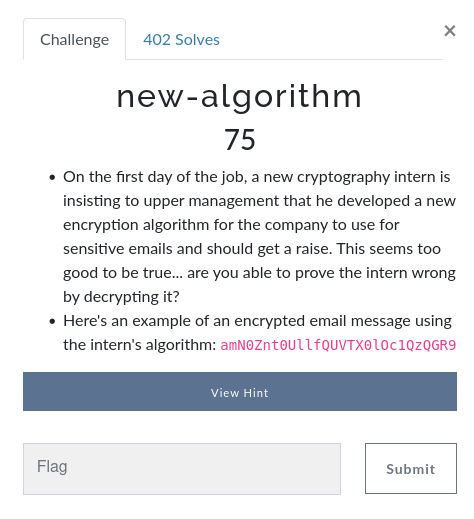 Challenge
402 Solves
×
new-algorithm
75
• On the first day of the job, a new cryptography intern is
insisting to upper management that he developed a new
encryption algorithm for the company to use for
sensitive emails and should get a raise. This seems too
good to be true... are you able to prove the intern wrong
by decrypting it?
• Here's an example of an encrypted email message using
the intern's algorithm: amN0Znt0UllfQUVTX0lOc1QzQGR9
View Hint
Flag
Submit